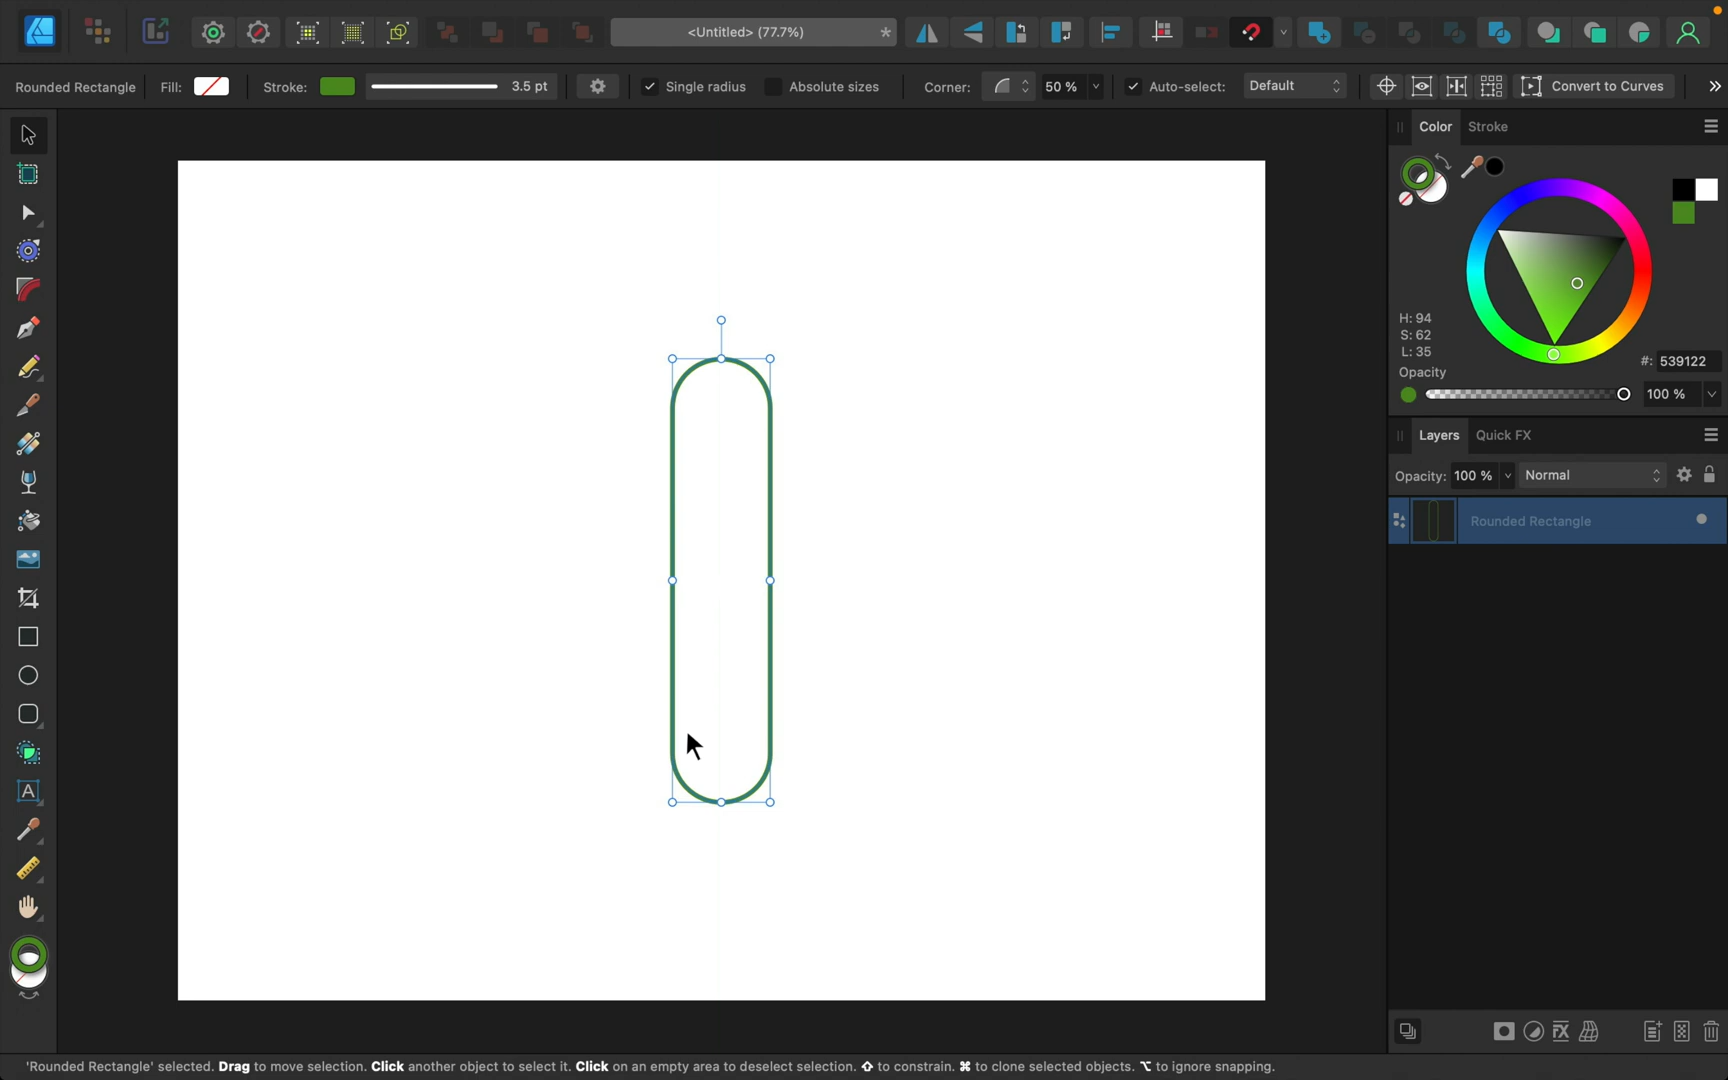 <Untitled> (77.7%)
*
Rounded Rectangle
Fill:
Stroke:
3.5 pt
Single radius
Absolute sizes
Corner:
50 %
Auto-select:
Default
Convert to Curves
Color
Stroke
H: 94
S: 62
L: 35
#: 539122
Opacity
100 %
Layers
Quick FX
Opacity: 100 %
Normal
Rounded Rectangle
'Rounded Rectangle' selected. Drag to move selection. Click another object to select it. Click on an empty area to deselect selection. ⇧ to constrain. ⌘ to clone selected objects. ⌥ to ignore snapping.